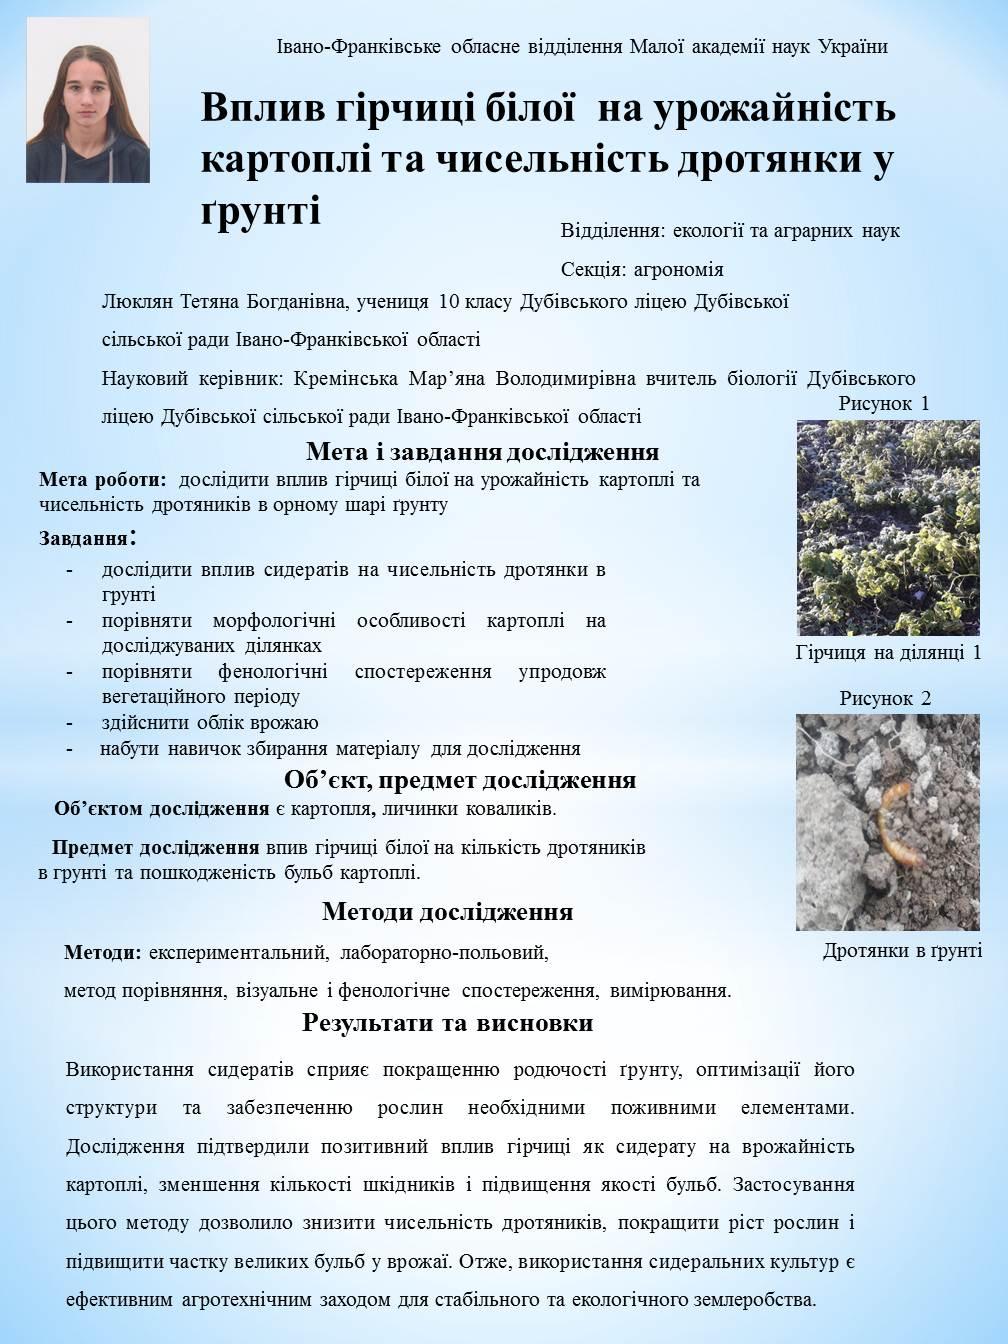 Івано-Франківське обласне відділення Малої академії наук України
Вплив гірчиці білої на урожайність
картоплі та чисельність дротянки у
ґрунті
Відділення: екології та аграрних наук
Секція: агрономія
Люклян Тетяна Богданівна, учениця 10 класу Дубівського ліцею Дубівської
сільської ради Івано-Франківської області
Науковий керівник: Кремінська Мар’яна Володимирівна вчитель біології Дубівського
ліцею Дубівської сільської ради Івано-Франківської області
Рисунок 1
Мета і завдання дослідження
Мета роботи: дослідити вплив гірчиці білої на урожайність картоплі та
чисельність дротяників в орному шарі ґрунту
Завдання:
- дослідити вплив сидератів на чисельність дротянки в
грунті
- порівняти морфологічні особливості картоплі на
досліджуваних ділянках
- порівняти фенологічні спостереження упродовж
вегетаційного періоду
- здійснити облік врожаю
- набути навичок збирання матеріалу для дослідження
Гірчиця на ділянці 1
Рисунок 2
Об’єкт, предмет дослідження
Об’єктом дослідження є картопля, личинки коваликів.
Предмет дослідження впив гірчиці білої на кількість дротяників
в грунті та пошкодженість бульб картоплі.
Методи дослідження
Дротянки в ґрунті
Методи: експериментальний, лабораторно-польовий,
метод порівняння, візуальне і фенологічне спостереження, вимірювання.
Результати та висновки
Використання сидератів сприяє покращенню родючості ґрунту, оптимізації його
структури та забезпеченню рослин необхідними поживними елементами.
Дослідження підтвердили позитивний вплив гірчиці як сидерату на врожайність
картоплі, зменшення кількості шкідників і підвищення якості бульб. Застосування
цього методу дозволило знизити чисельність дротяників, покращити ріст рослин і
підвищити частку великих бульб у врожаї. Отже, використання сидеральних культур є
ефективним агротехнічним заходом для стабільного та екологічного землеробства.